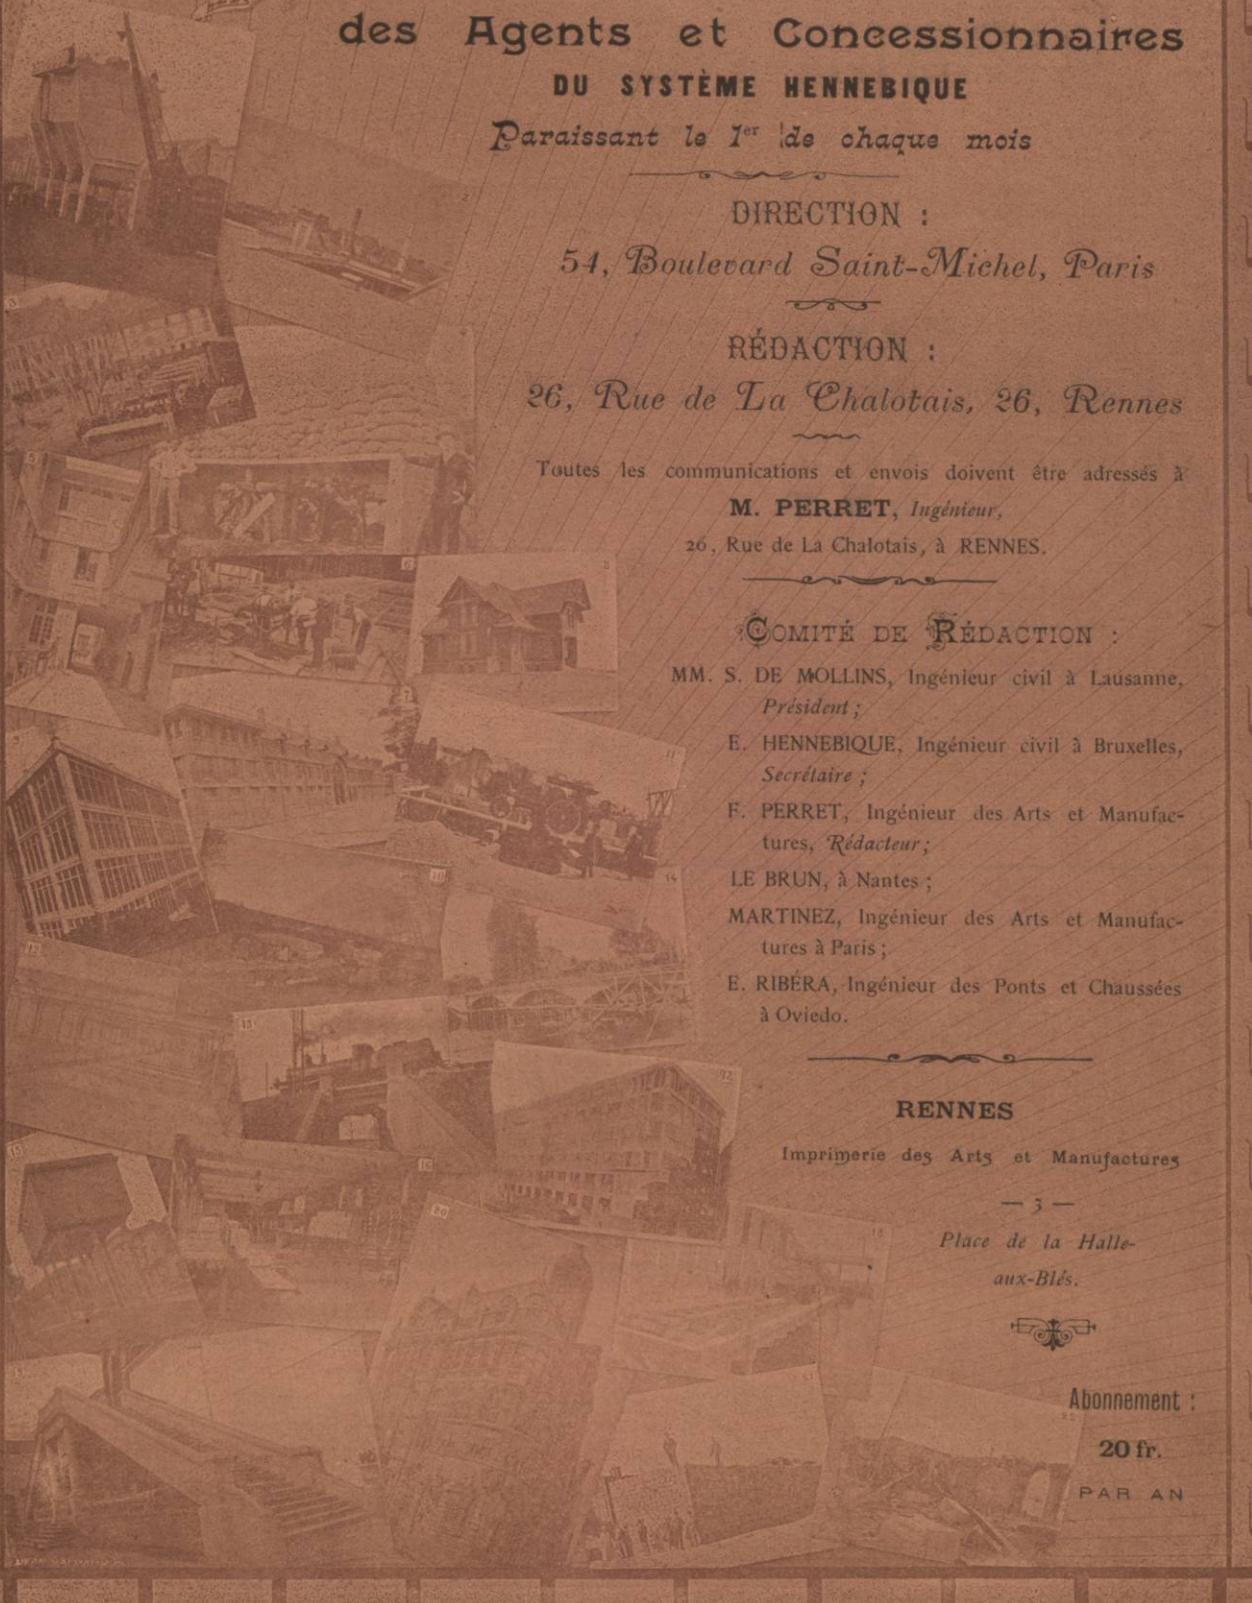 des Agents et Concessionnaires
DU SYSTÈME HENNEBIQUE
Paraissant le 1er de chaque mois
DIRECTION :
54, Boulevard Saint-Michel, Paris
RÉDACTION :
26, Rue de La Chalotais, 26, Rennes
Toutes les communications et envois doivent être adressés à
M. PERRET, Ingénieur,
26, Rue de La Chalotais, à RENNES.
COMITÉ DE RÉDACTION :
MM. S. DE MOLLINS, Ingénieur civil à Lausanne,
Président ;
E. HENNEBIQUE, Ingénieur civil à Bruxelles,
Secrétaire ;
F. PERRET, Ingénieur des Arts et Manufac-
tures, Rédacteur ;
LE BRUN, à Nantes ;
MARTINEZ, Ingénieur des Arts et Manufac-
tures à Paris ;
E. RIBÉRA, Ingénieur des Ponts et Chaussées
à Oviedo.
RENNES
Imprimerie des Arts et Manufactures
— 3 —
Place de la Halle-
aux-Blés.
Abonnement :
20 fr.
PAR AN